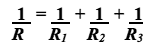 1/R = 1/R₁ + 1/R₂ + 1/R₃